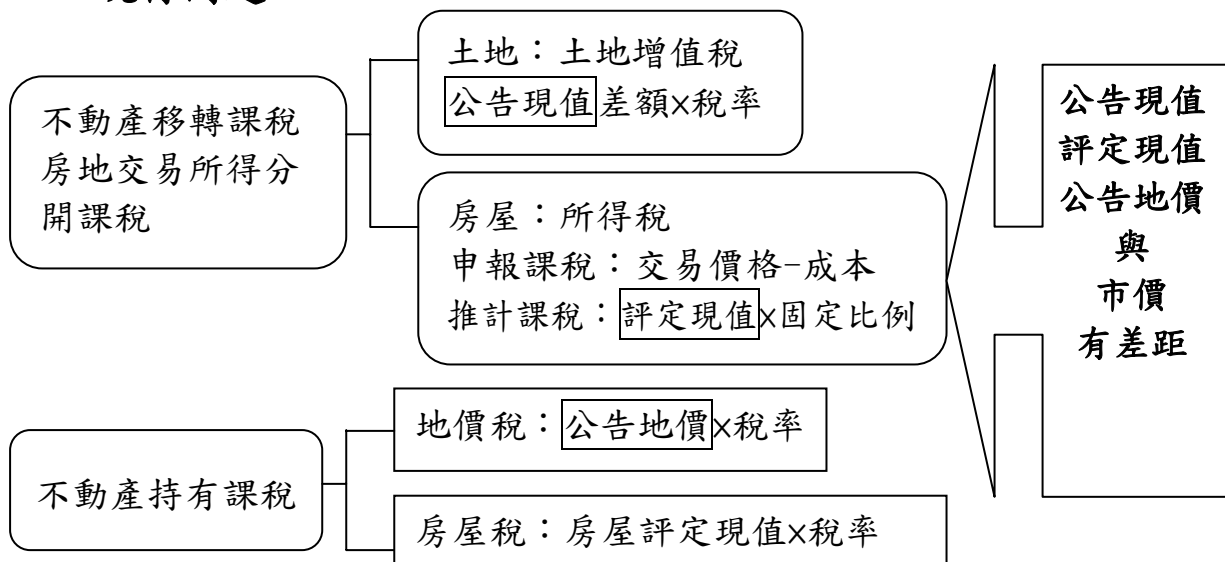 不動產移轉課稅
房地交易所得分
開課稅
土地：土地增值稅
公告現值差額×稅率
房屋：所得稅
申報課稅：交易價格-成本
推計課稅：評定現值×固定比例
公告現值
評定現值
公告地價
與
市價
有差距
不動產持有課稅
地價稅：公告地價×稅率
房屋稅：房屋評定現值×稅率